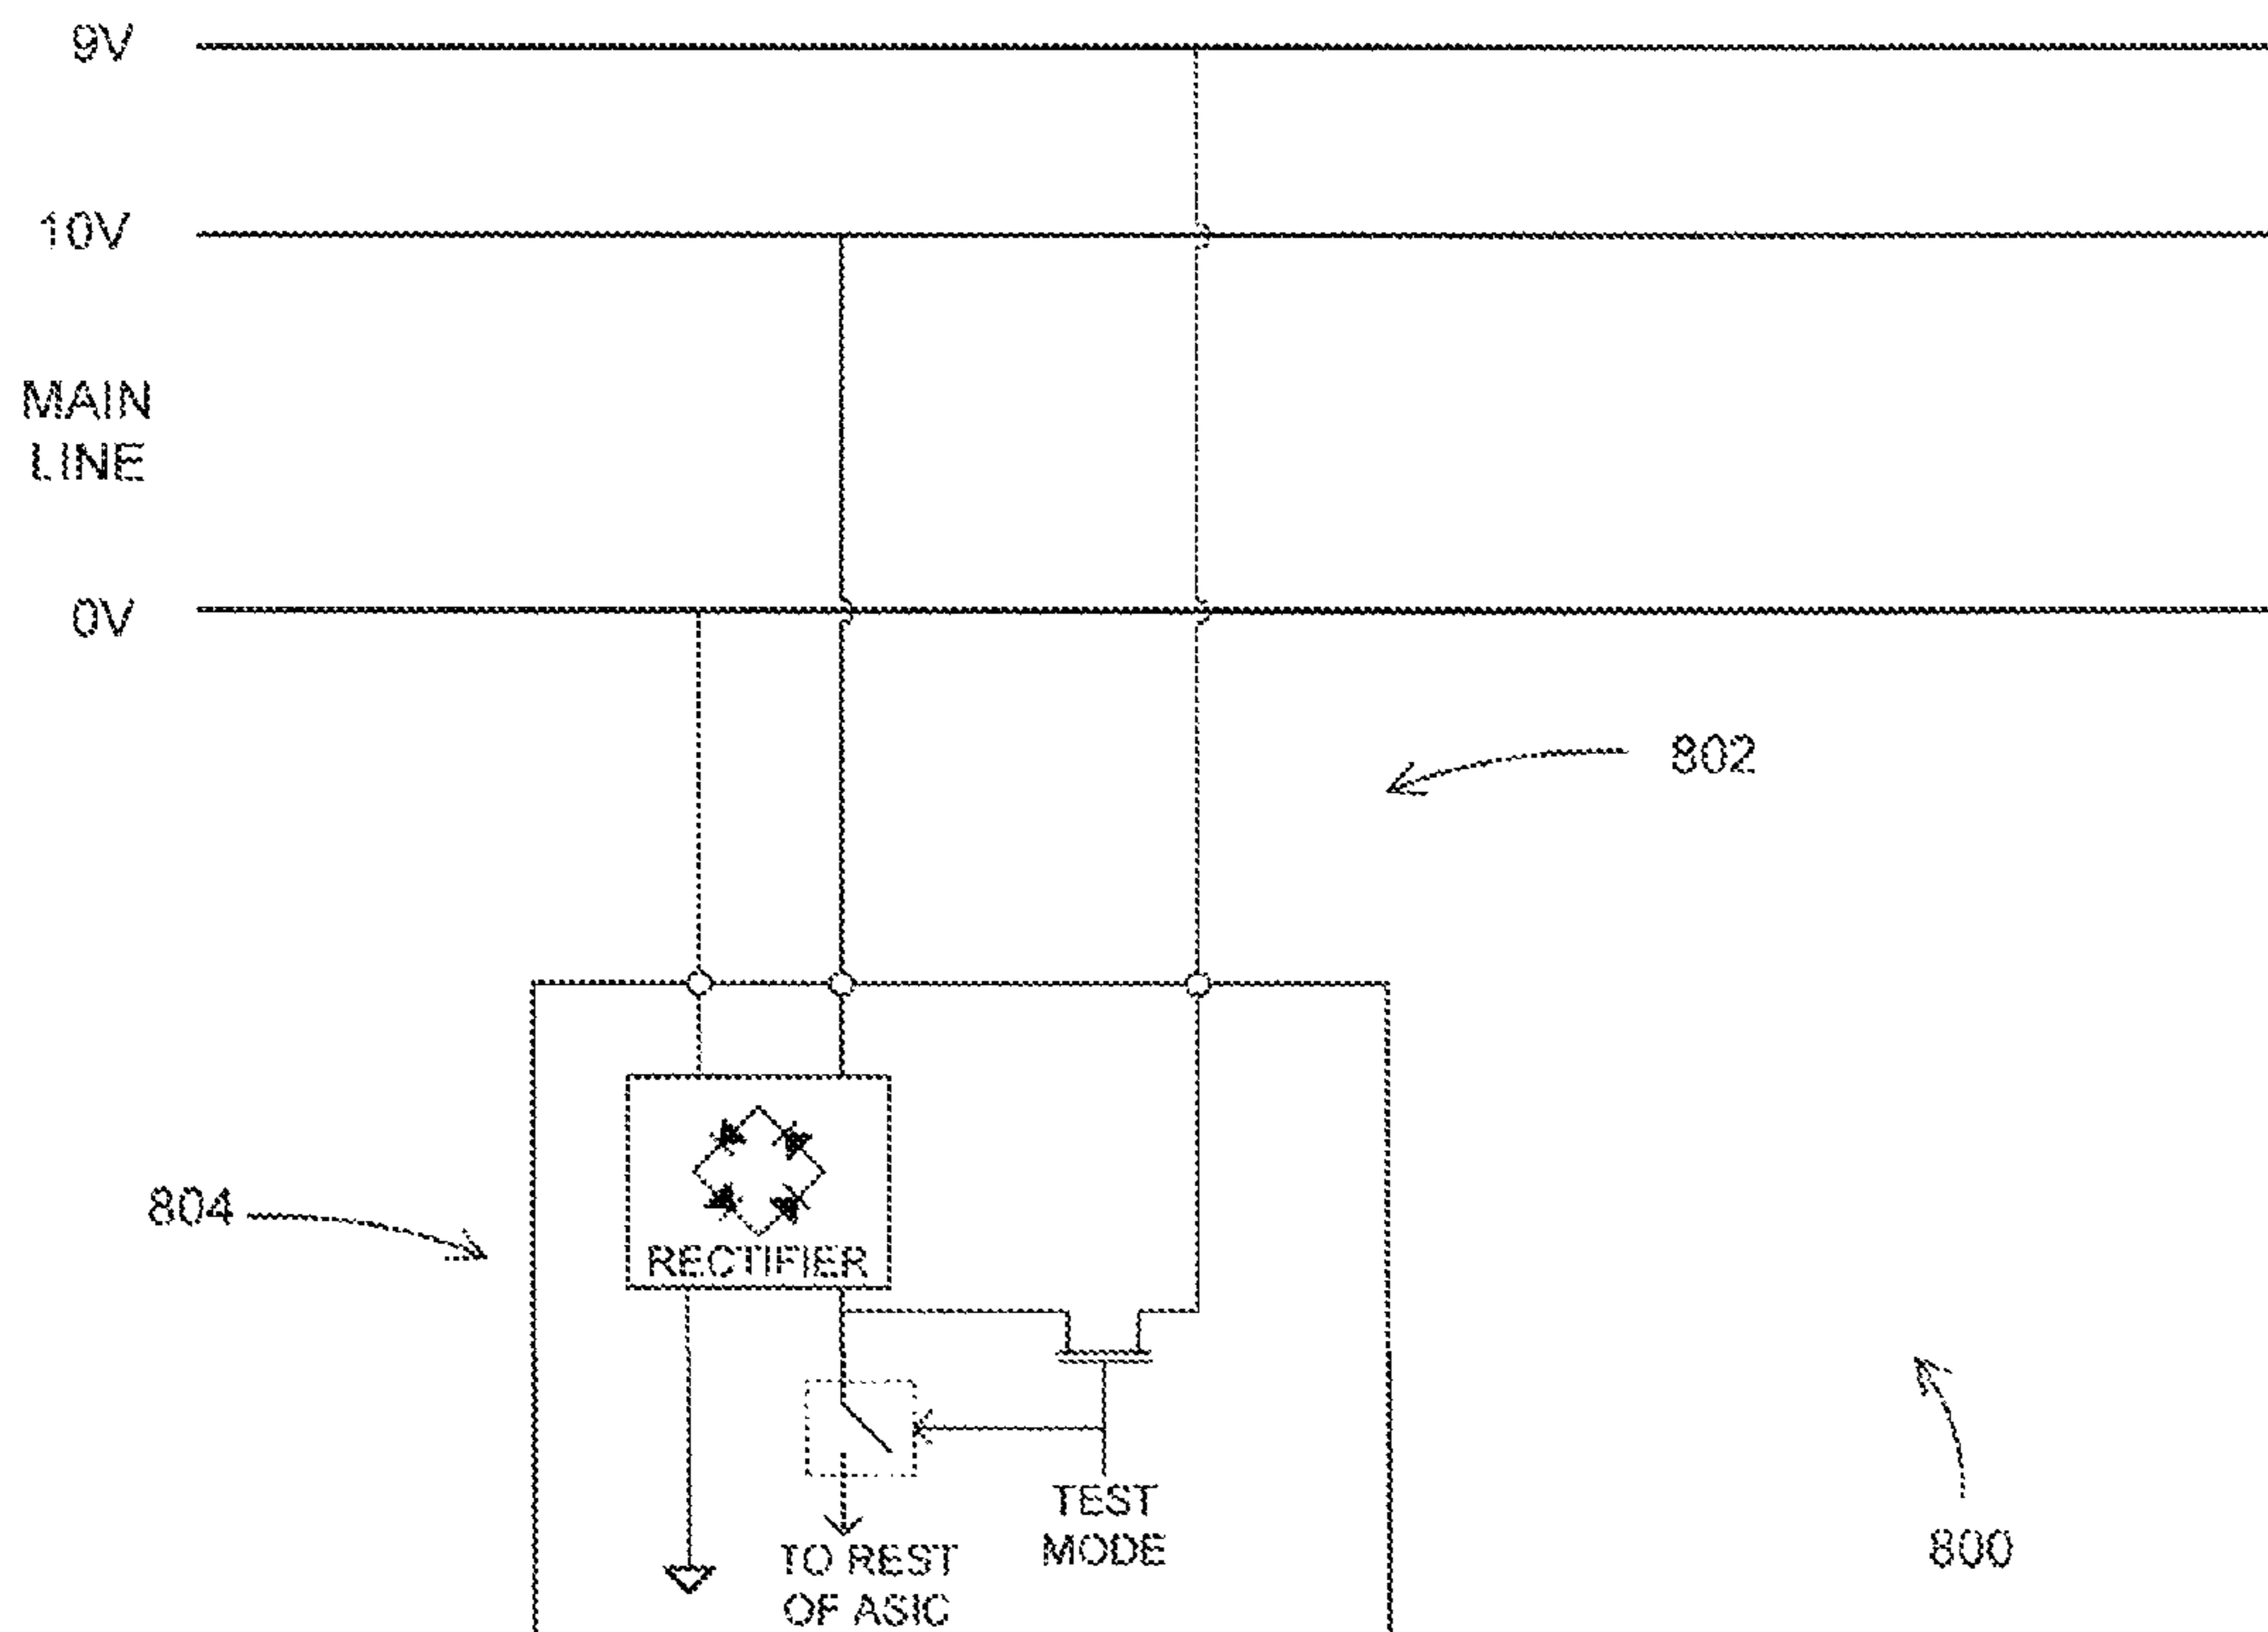 9V
10V
MAIN
LINE
0V
802
804
RECTIFIER
TEST
MODE
TO REST
OF ASIC
800